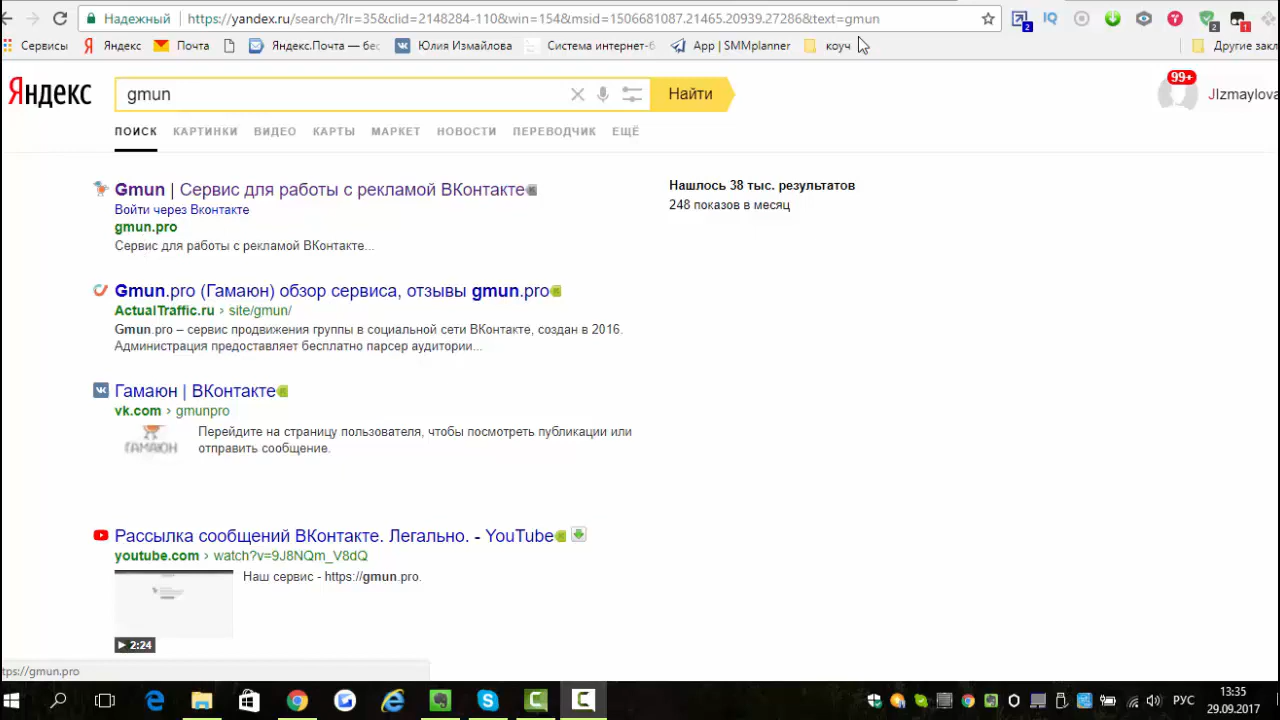 Надежный
https://yandex.ru/search/?lr=35&clid=2148284-110&win=154&msid=1506681087.21465.20939.27286&text=gmun
2
2
1
Сервисы
Яндекс
Почта
Яндекс.Почта — бес
Юлия Измайлова
Система интернет-б
App | SMMplanner
коуч
Другие закл
Яндекс
gmun
Найти
99+
JIzmaylova
ПОИСК
КАРТИНКИ
ВИДЕО
КАРТЫ
МАРКЕТ
НОВОСТИ
ПЕРЕВОДЧИК
ЕЩЁ
Gmun | Сервис для работы с рекламой ВКонтакте
Войти через Вконтакте
gmun.pro
Сервис для работы с рекламой ВКонтакте...
Нашлось 38 тыс. результатов
248 показов в месяц
Gmun.pro (Гамаюн) обзор сервиса, отзывы gmun.pro
ActualTraffic.ru › site/gmun/
Gmun.pro – сервис продвижения группы в социальной сети ВКонтакте, создан в 2016.
Администрация предоставляет бесплатно парсер аудитории...
Гамаюн | ВКонтакте
vk.com › gmunpro
ГАМАЮН
Перейдите на страницу пользователя, чтобы посмотреть публикации или
отправить сообщение.
Рассылка сообщений ВКонтакте. Легально. - YouTube
youtube.com › watch?v=9J8NQm_V8dQ
Наш сервис - https://gmun.pro.
2:24
tps://gmun.pro
РУС
13:35
29.09.2017